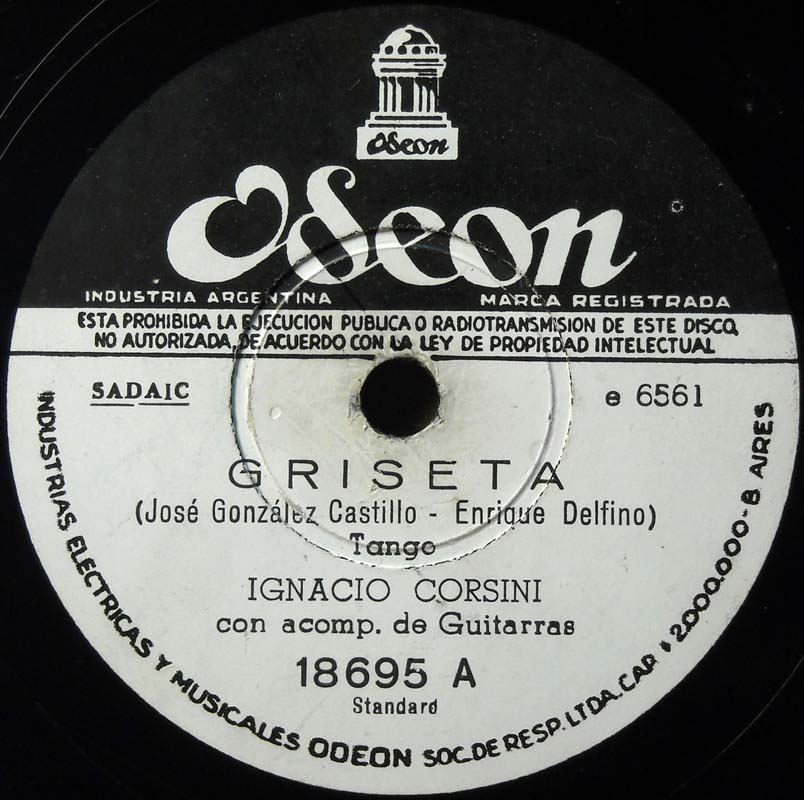 Odeon
Odeon
INDUSTRIA ARGENTINA MARCA REGISTRADA
ESTA PROHIBIDA LA EJECUCION PUBLICA O RADIOTRANSMISION DE ESTE DISCO,
NO AUTORIZADA, DE ACUERDO CON LA LEY DE PROPIEDAD INTELECTUAL
SADAIC e 6561
GRISETA
(José González Castillo - Enrique Delfino)
Tango
IGNACIO CORSINI
con acomp. de Guitarras
18695 A
Standard
INDUSTRIAS ELECTRICAS Y MUSICALES ODEON SOC. DE RESP. LTDA. CAP. $ 2.000.000 - B AIRES